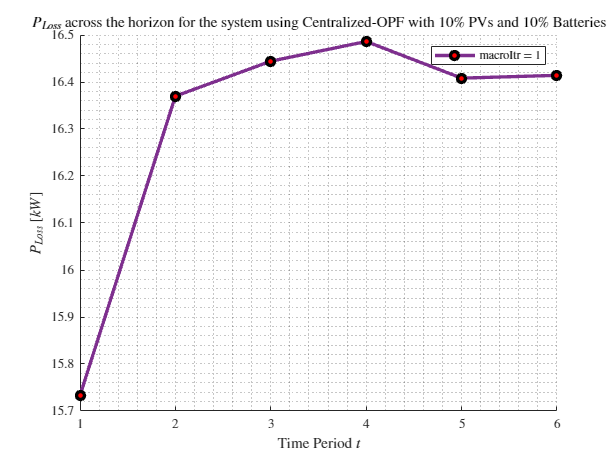 P_Loss across the horizon for the system using Centralized-OPF with 10% PVs and 10% Batteries
macroItr = 1
16.5
16.4
16.3
16.2
16.1
16
15.9
15.8
15.7
P_Loss [kW]
1 2 3 4 5 6
Time Period t